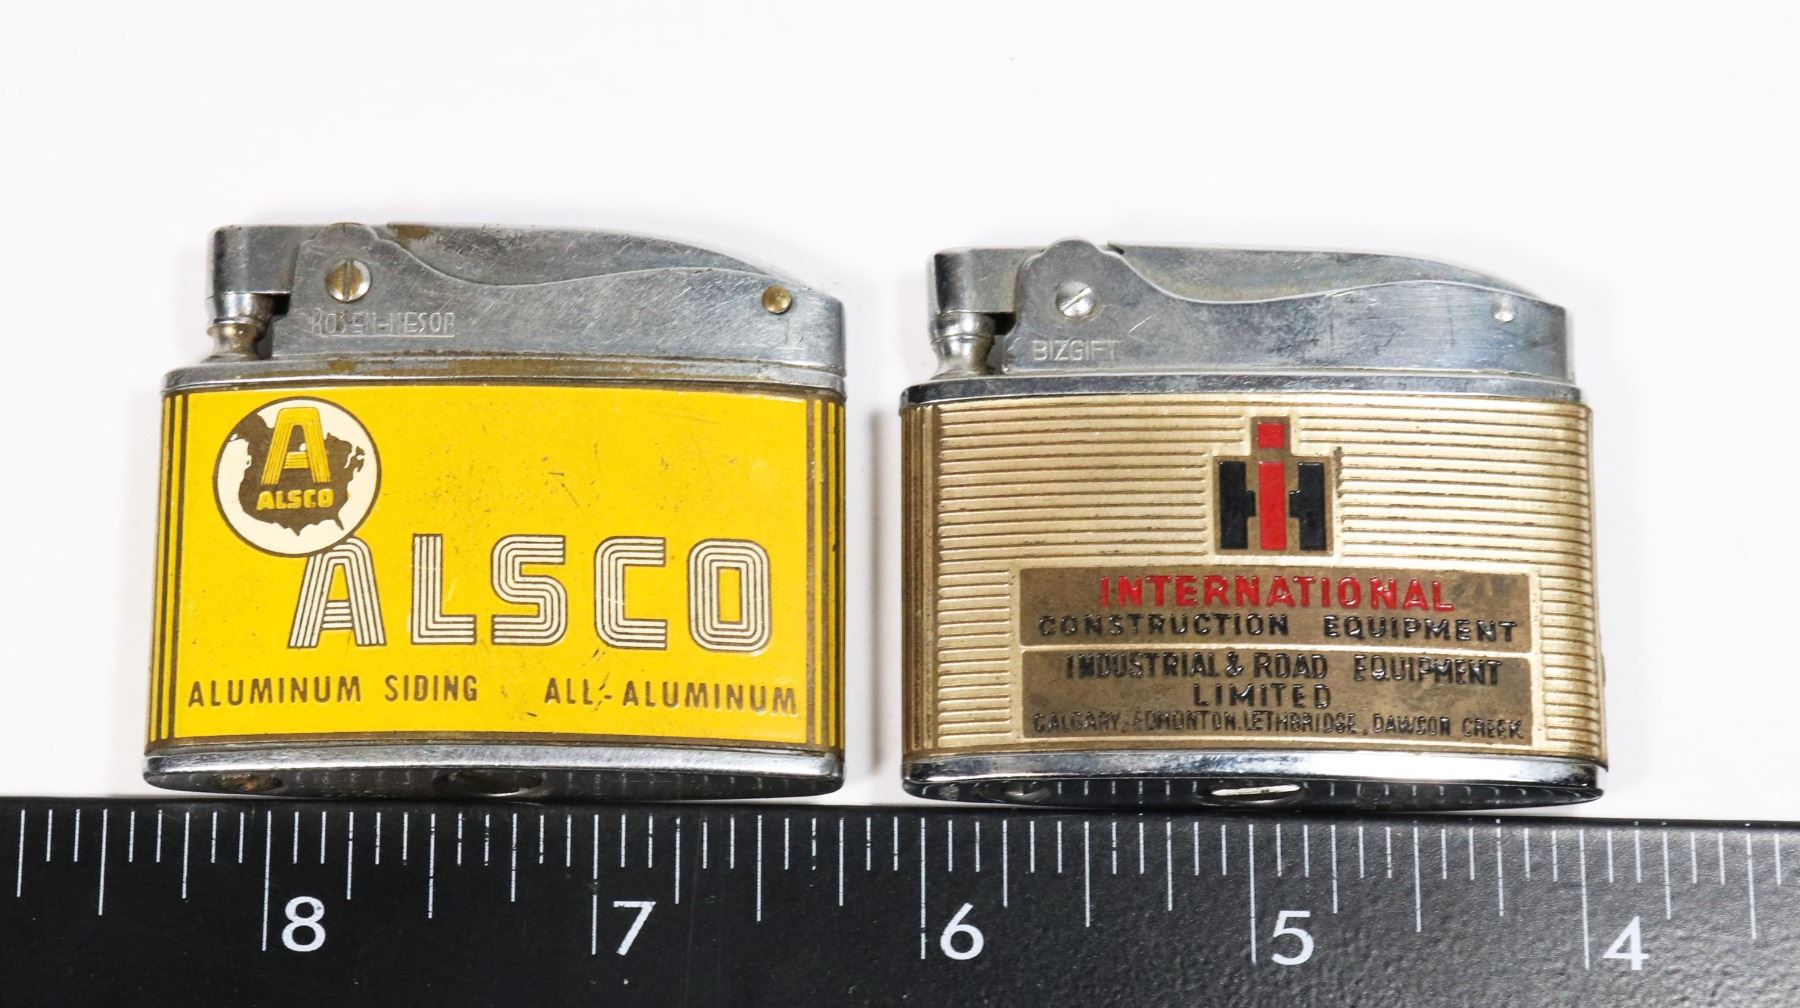 ROSEN-NESOR
A
ALSCO
ALSCO
ALUMINUM SIDING ALL-ALUMINUM
BIZGIFT
IH
INTERNATIONAL
CONSTRUCTION EQUIPMENT
INDUSTRIAL & ROAD EQUIPMENT
LIMITED
CALGARY, EDMONTON, LETHBRIDGE, DAWSON CREEK
8 7 6 5 4